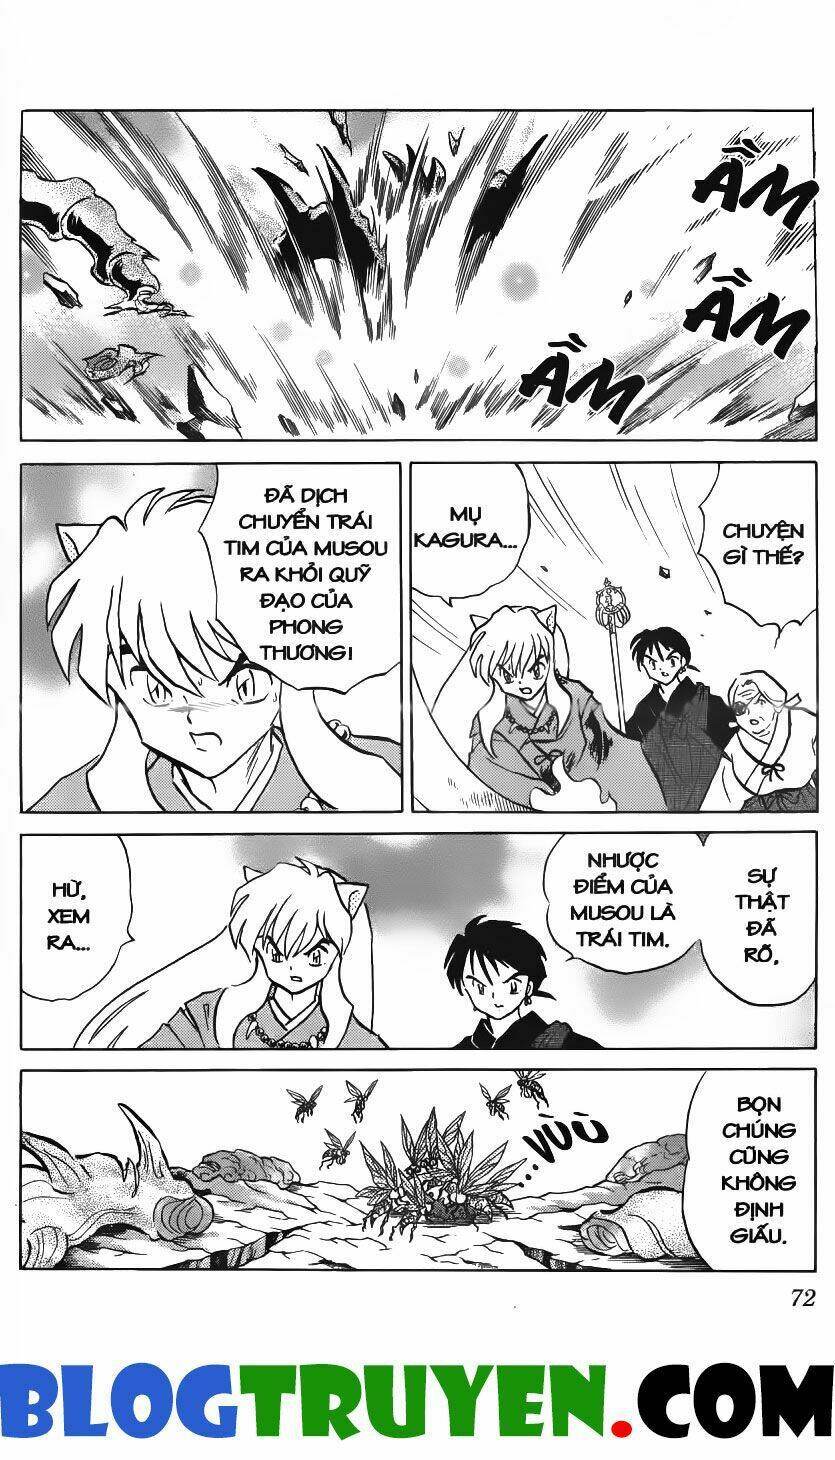 ẦM
ẦM
ẦM
CHUYỆN
GÌ THẾ?
MỤ
KAGURA...
ĐÃ DỊCH
CHUYỂN TRÁI
TIM CỦA MUSOU
RA KHỎI QUỸ
ĐẠO CỦA
PHONG
THƯƠNG!
SỰ
THẬT
ĐÃ
RÕ,
NHƯỢC
ĐIỂM CỦA
MUSOU LÀ
TRÁI TIM.
HỪ,
XEM
RA...
BỌN
CHÚNG
CŨNG
KHÔNG
ĐỊNH
GIẤU.
...VÙÙ
72
BLOGTRUYEN.COM